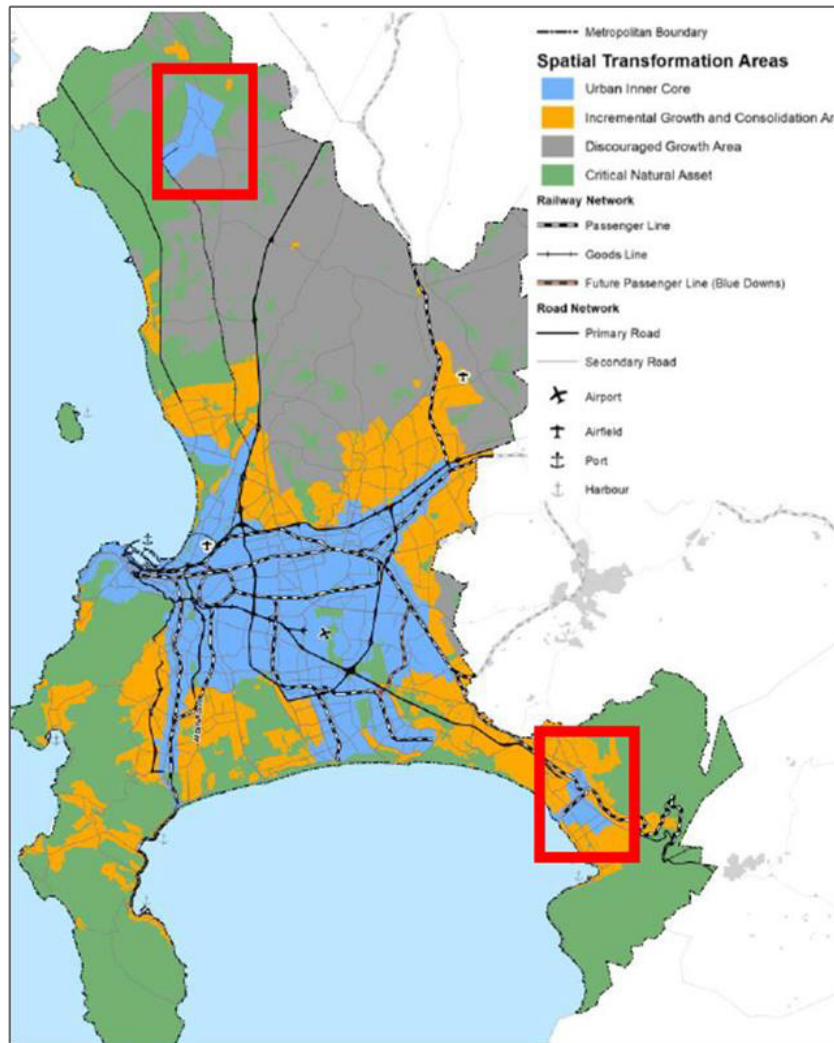 Metropolitan Boundary
Spatial Transformation Areas
Urban Inner Core
Incremental Growth and Consolidation Ar
Discouraged Growth Area
Critical Natural Asset
Railway Network
Passenger Line
Goods Line
Future Passenger Line (Blue Downs)
Road Network
Primary Road
Secondary Road
Airport
Airfield
Port
Harbour